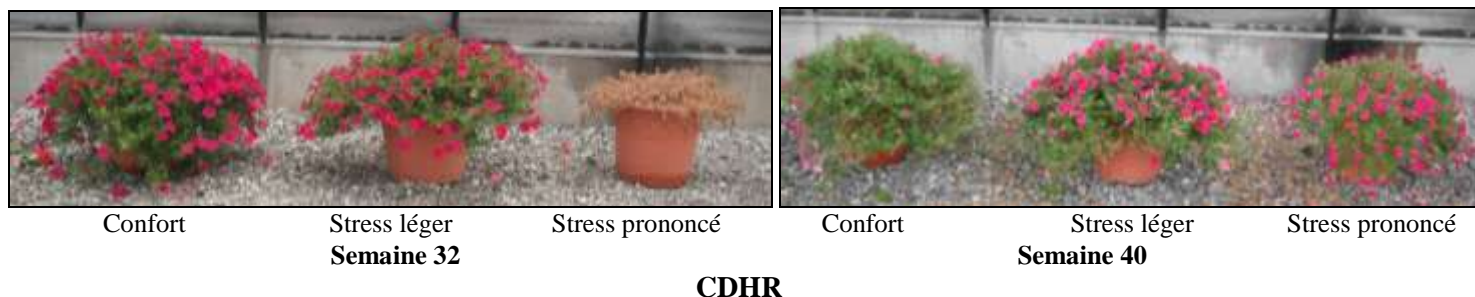 Confort Stress léger Stress prononcé Confort Stress léger Stress prononcé
Semaine 32 Semaine 40
CDHR